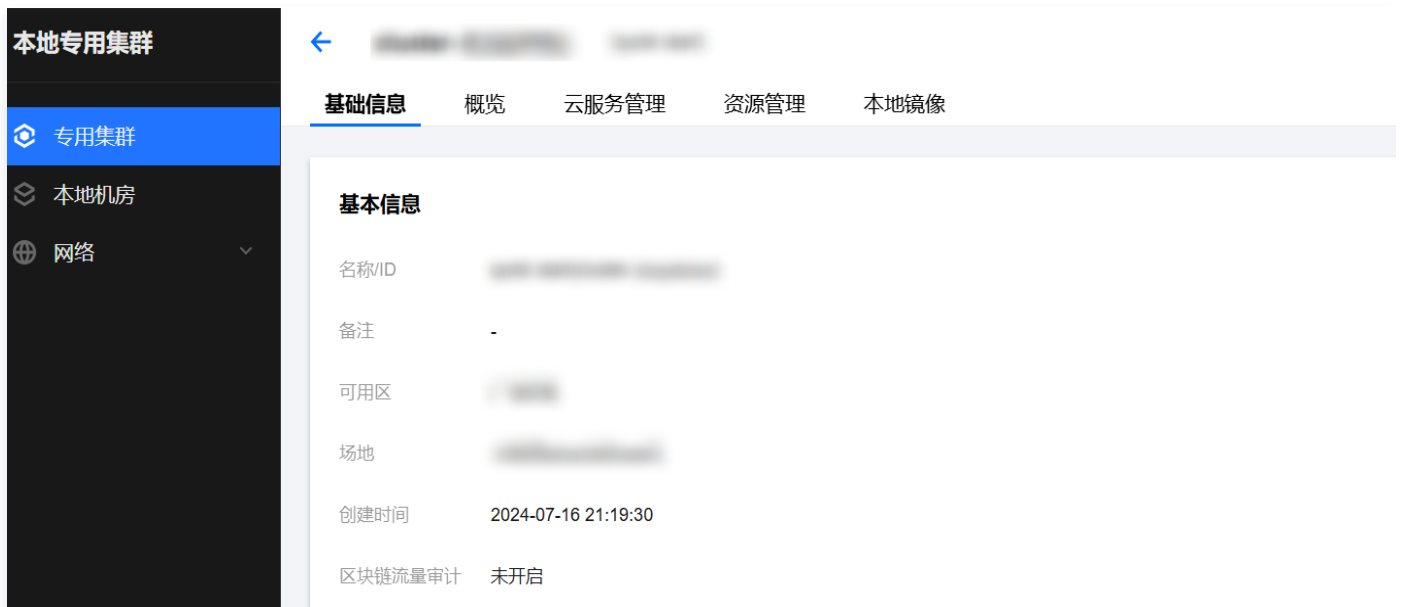 本地专用集群
专用集群
本地机房
网络
基础信息 概览 云服务管理 资源管理 本地镜像
基本信息
名称/ID
备注 -
可用区
场地
创建时间 2024-07-16 21:19:30
区块链流量审计 未开启